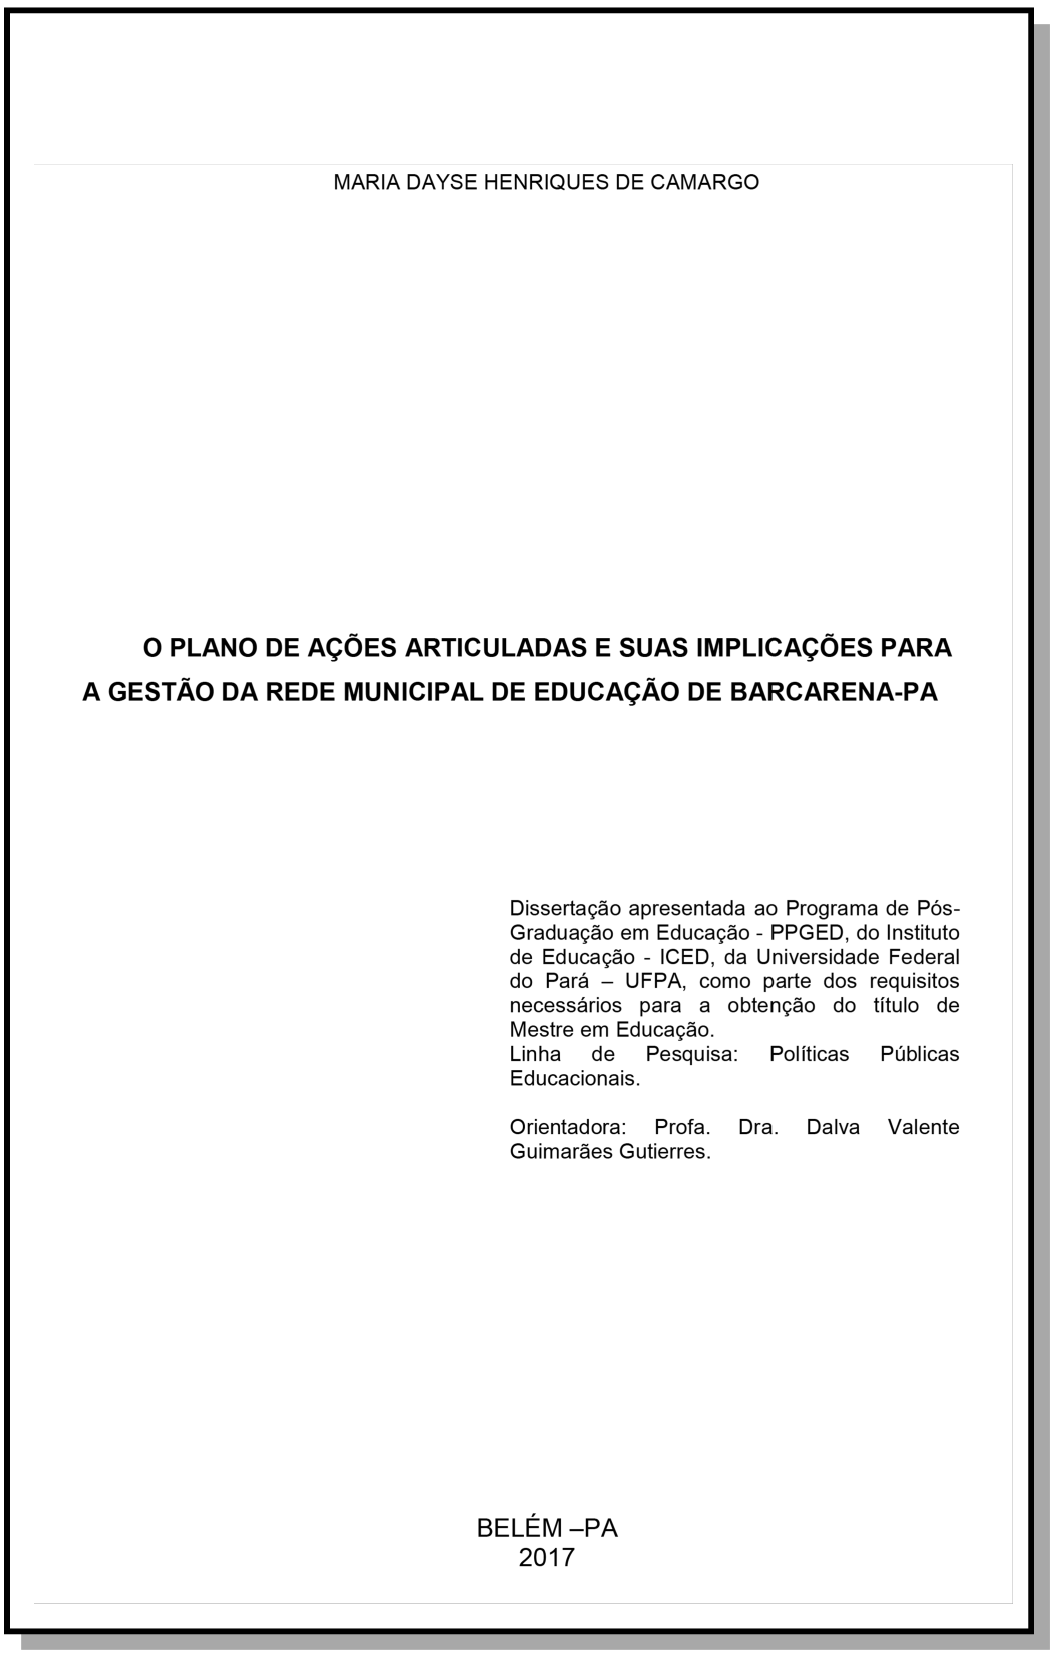 MARIA DAYSE HENRIQUES DE CAMARGO
O PLANO DE AÇÕES ARTICULADAS E SUAS IMPLICAÇÕES PARA
A GESTÃO DA REDE MUNICIPAL DE EDUCAÇÃO DE BARCARENA-PA
Dissertação apresentada ao Programa de Pós-
Graduação em Educação - PPGED, do Instituto
de Educação - ICED, da Universidade Federal
do Pará – UFPA, como parte dos requisitos
necessários para a obtenção do título de
Mestre em Educação.
Linha de Pesquisa: Políticas Públicas
Educacionais.
Orientadora: Profa. Dra. Dalva Valente
Guimarães Gutierres.
BELÉM –PA
2017